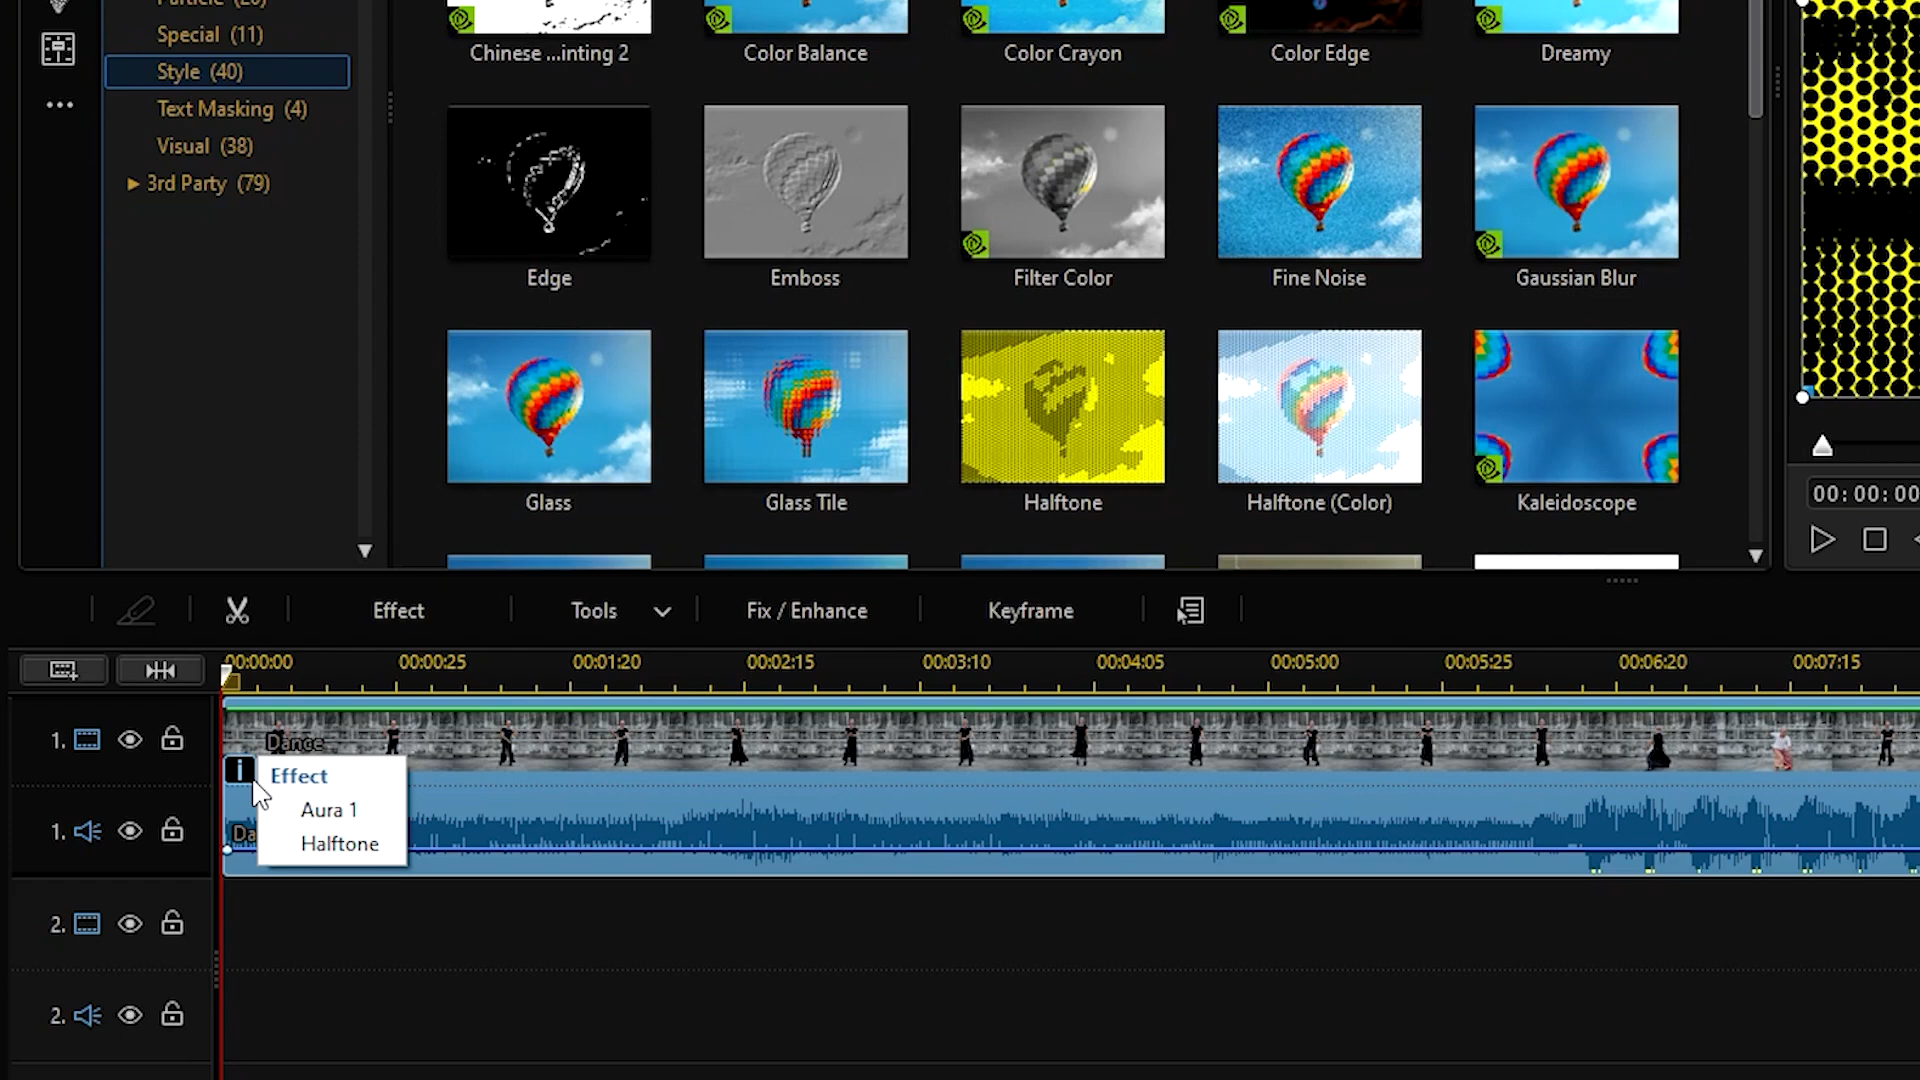 Particle (20)
Special (11)
Style (40)
Text Masking (4)
Visual (38)
3rd Party (79)
Chinese ...inting 2
Color Balance
Color Crayon
Color Edge
Dreamy
Edge
Emboss
Filter Color
Fine Noise
Gaussian Blur
Glass
Glass Tile
Halftone
Halftone (Color)
Kaleidoscope
00:00:00
Effect
Tools
Fix / Enhance
Keyframe
00:00:00
00:00:25
00:01:20
00:02:15
00:03:10
00:04:05
00:05:00
00:05:25
00:06:20
00:07:15
1.
Dance
i
Effect
Aura 1
Halftone
1.
Da
2.
2.